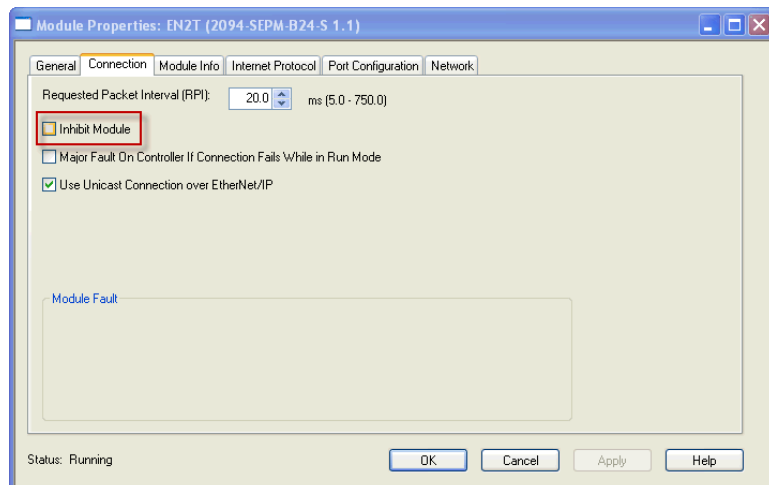 Module Properties: EN2T (2094-SEPM-B24-S 1.1)
General Connection Module Info Internet Protocol Port Configuration Network
Requested Packet Interval (RPI): 20.0 ms (5.0 - 750.0)
Inhibit Module
Major Fault On Controller If Connection Fails While in Run Mode
Use Unicast Connection over EtherNet/IP
Module Fault
Status: Running OK Cancel Apply Help